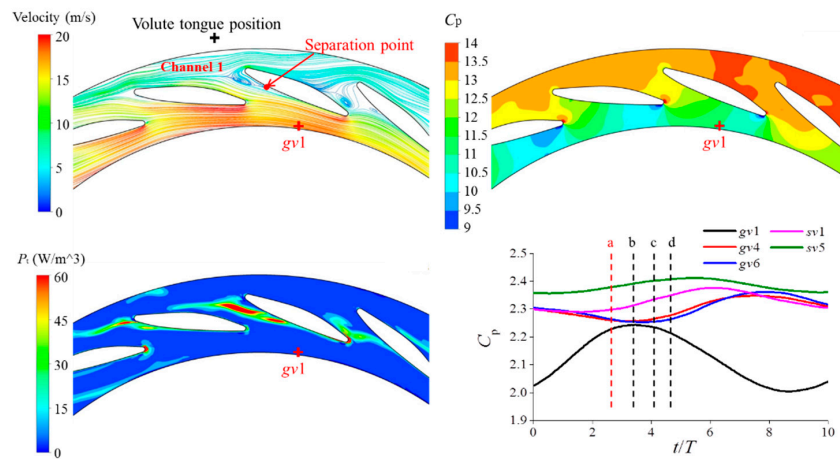 Velocity (m/s)
Volute tongue position
Separation point
Channel 1
20
15
10
5
0
gv1
Cp
14
13.5
13
12.5
12
11.5
11
10.5
10
9.5
9
gv1
Pt (W/m^3)
60
45
30
15
0
gv1
gv1
sv1
gv4
sv5
gv6
a
b
c
d
2.5
2.4
2.3
2.2
2.1
2.0
1.9
Cp
0
2
4
6
8
10
t/T